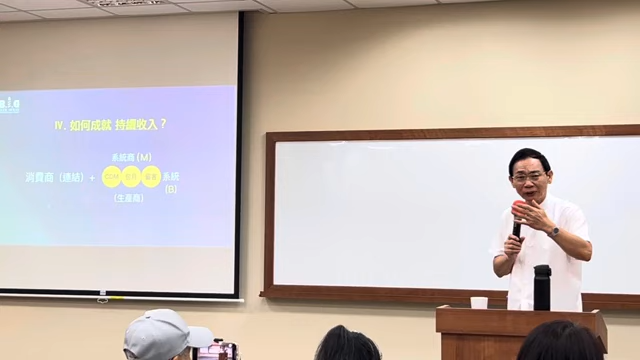 B.I.G
IV. 如何成就 持續收入？
系統商 (M)
消費商（連結）+
系統
(B)
(生產商)